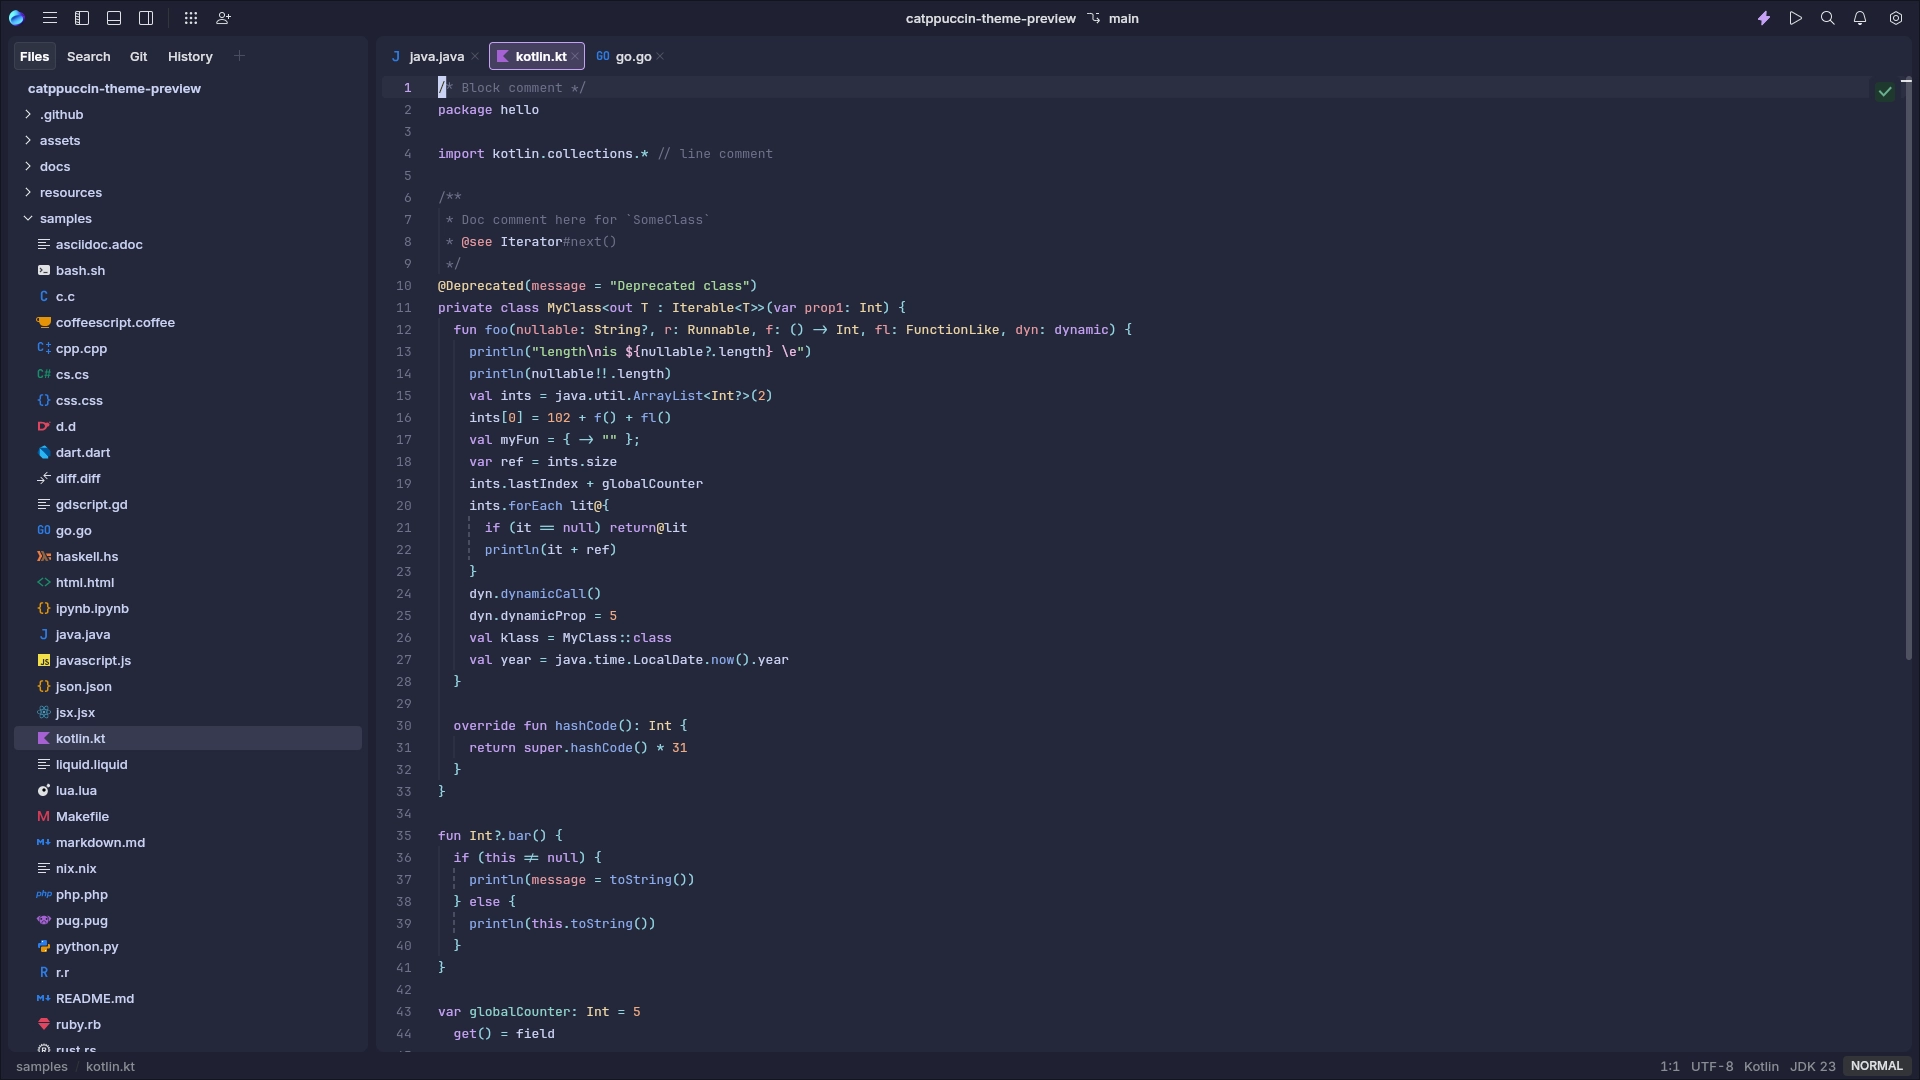 catppuccin-theme-preview main
Files Search Git History
catppuccin-theme-preview
.github
assets
docs
resources
samples
asciidoc.adoc
bash.sh
C c.c
coffeescript.coffee
cpp.cpp
C# cs.cs
{} css.css
d.d
dart.dart
diff.diff
gdscript.gd
GO go.go
haskell.hs
<> html.html
{} ipynb.ipynb
J java.java
JS javascript.js
{} json.json
jsx.jsx
kotlin.kt
liquid.liquid
lua.lua
M Makefile
M↓ markdown.md
nix.nix
php php.php
pug.pug
python.py
R r.r
M↓ README.md
ruby.rb
rust.rs
J java.java × kotlin.kt × GO go.go ×
1 /* Block comment */
2 package hello
3
4 import kotlin.collections.* // line comment
5
6 /**
7 * Doc comment here for `SomeClass`
8 * @see Iterator#next()
9 */
10 @Deprecated(message = "Deprecated class")
11 private class MyClass<out T : Iterable<T>>(var prop1: Int) {
12 fun foo(nullable: String?, r: Runnable, f: () -> Int, fl: FunctionLike, dyn: dynamic) {
13 println("length\nis ${nullable?.length} \e")
14 println(nullable!!.length)
15 val ints = java.util.ArrayList<Int?>(2)
16 ints[0] = 102 + f() + fl()
17 val myFun = { -> "" };
18 var ref = ints.size
19 ints.lastIndex + globalCounter
20 ints.forEach lit@{
21 if (it == null) return@lit
22 println(it + ref)
23 }
24 dyn.dynamicCall()
25 dyn.dynamicProp = 5
26 val klass = MyClass::class
27 val year = java.time.LocalDate.now().year
28 }
29
30 override fun hashCode(): Int {
31 return super.hashCode() * 31
32 }
33 }
34
35 fun Int?.bar() {
36 if (this != null) {
37 println(message = toString())
38 } else {
39 println(this.toString())
40 }
41 }
42
43 var globalCounter: Int = 5
44 get() = field
samples / kotlin.kt
1:1 UTF-8 Kotlin JDK 23 NORMAL